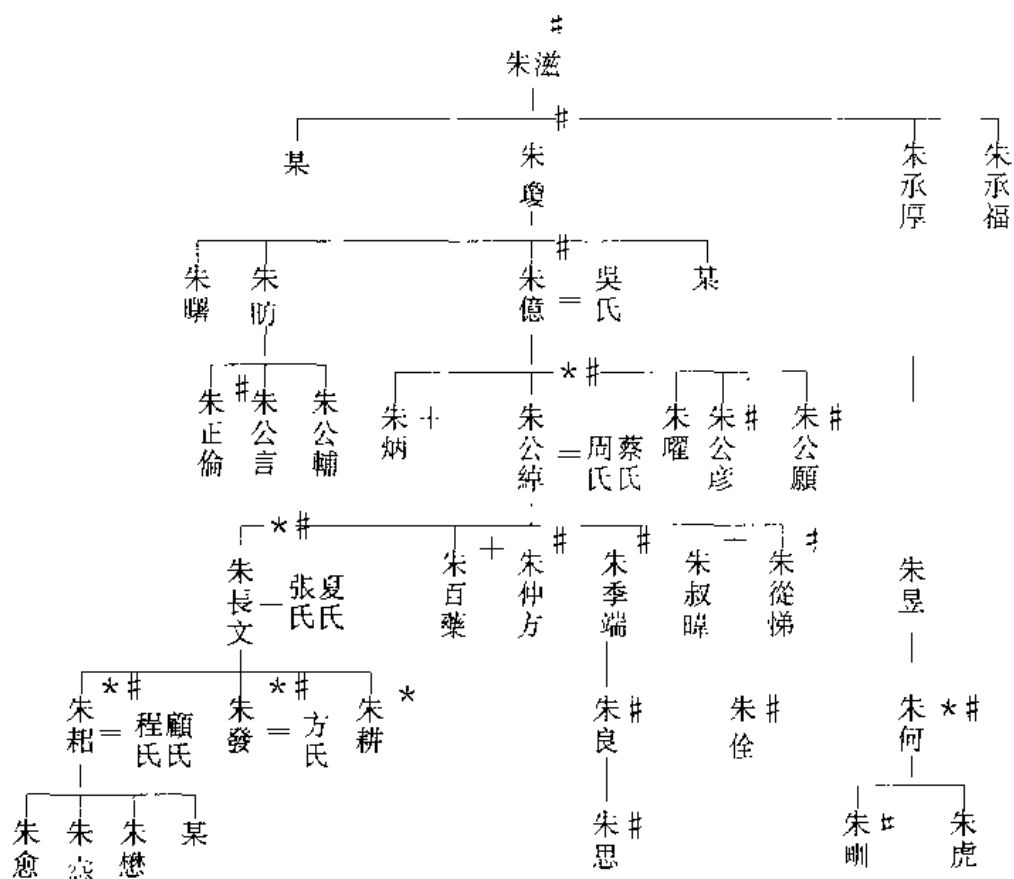 #
朱滋
#
某 朱瓊 朱承厚 朱承福
#
朱曙 朱昉 朱億 = 吳氏 某
* #
朱正倫 # 朱公言 朱公輔 朱炳 + 朱公綽 = 周氏 蔡氏 朱曜 朱公彦 # 朱公願 #
* #
朱長文 張氏 夏氏 朱百藥 + 朱仲方 # 朱季端 # 朱叔暐 朱從悌 # 朱昱
朱耜 * # = 程氏 顧氏 朱發 * # = 方氏 朱耕 * 朱良 # 朱佺 # 朱何 * #
朱愈 朱 朱懋 某 朱思 # 朱甽 # 朱虎